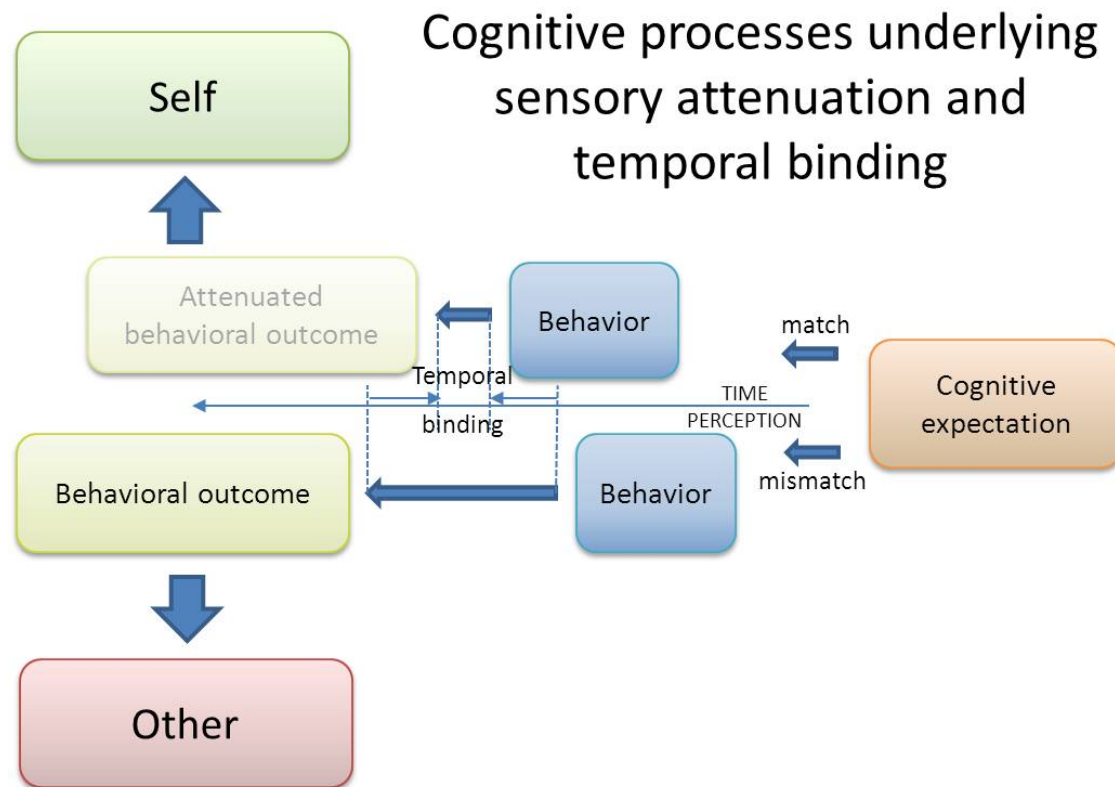 Cognitive processes underlying
sensory attenuation and
temporal binding
Self
Attenuated
behavioral outcome
Behavior
match
Temporal
binding
TIME
PERCEPTION
Cognitive
expectation
Behavioral outcome
Behavior
mismatch
Other